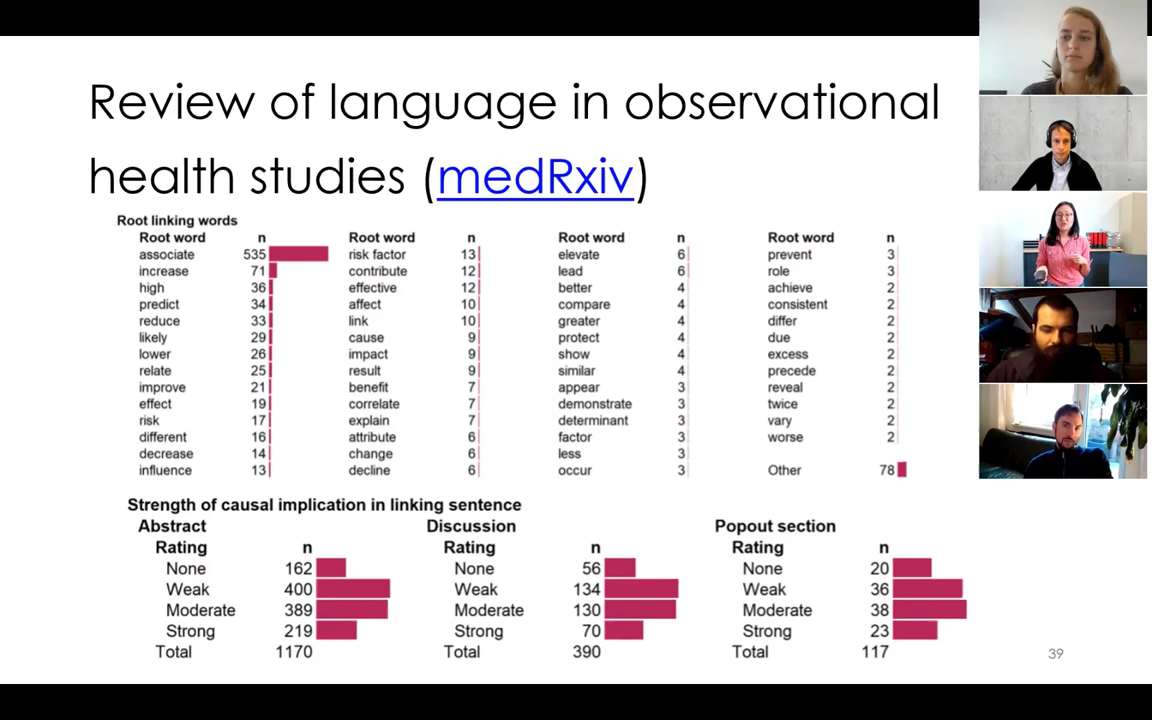 Review of language in observational
health studies (medRxiv)
Root linking words
Root word n Root word n Root word n Root word n
associate 535 risk factor 13 elevate 6 prevent 3
increase 71 contribute 12 lead 6 role 3
high 36 effective 12 better 4 achieve 2
predict 34 affect 10 compare 4 consistent 2
reduce 33 link 10 greater 4 differ 2
likely 29 cause 9 protect 4 due 2
lower 26 impact 9 show 4 excess 2
relate 25 result 9 similar 4 precede 2
improve 21 benefit 7 appear 3 reveal 2
effect 19 correlate 7 demonstrate 3 twice 2
risk 17 explain 7 determinant 3 vary 2
different 16 attribute 6 factor 3 worse 2
decrease 14 change 6 less 3
influence 13 decline 6 occur 3 Other 78
Strength of causal implication in linking sentence
Abstract Discussion Popout section
Rating n Rating n Rating n
None 162 None 56 None 20
Weak 400 Weak 134 Weak 36
Moderate 389 Moderate 130 Moderate 38
Strong 219 Strong 70 Strong 23
Total 1170 Total 390 Total 117
39